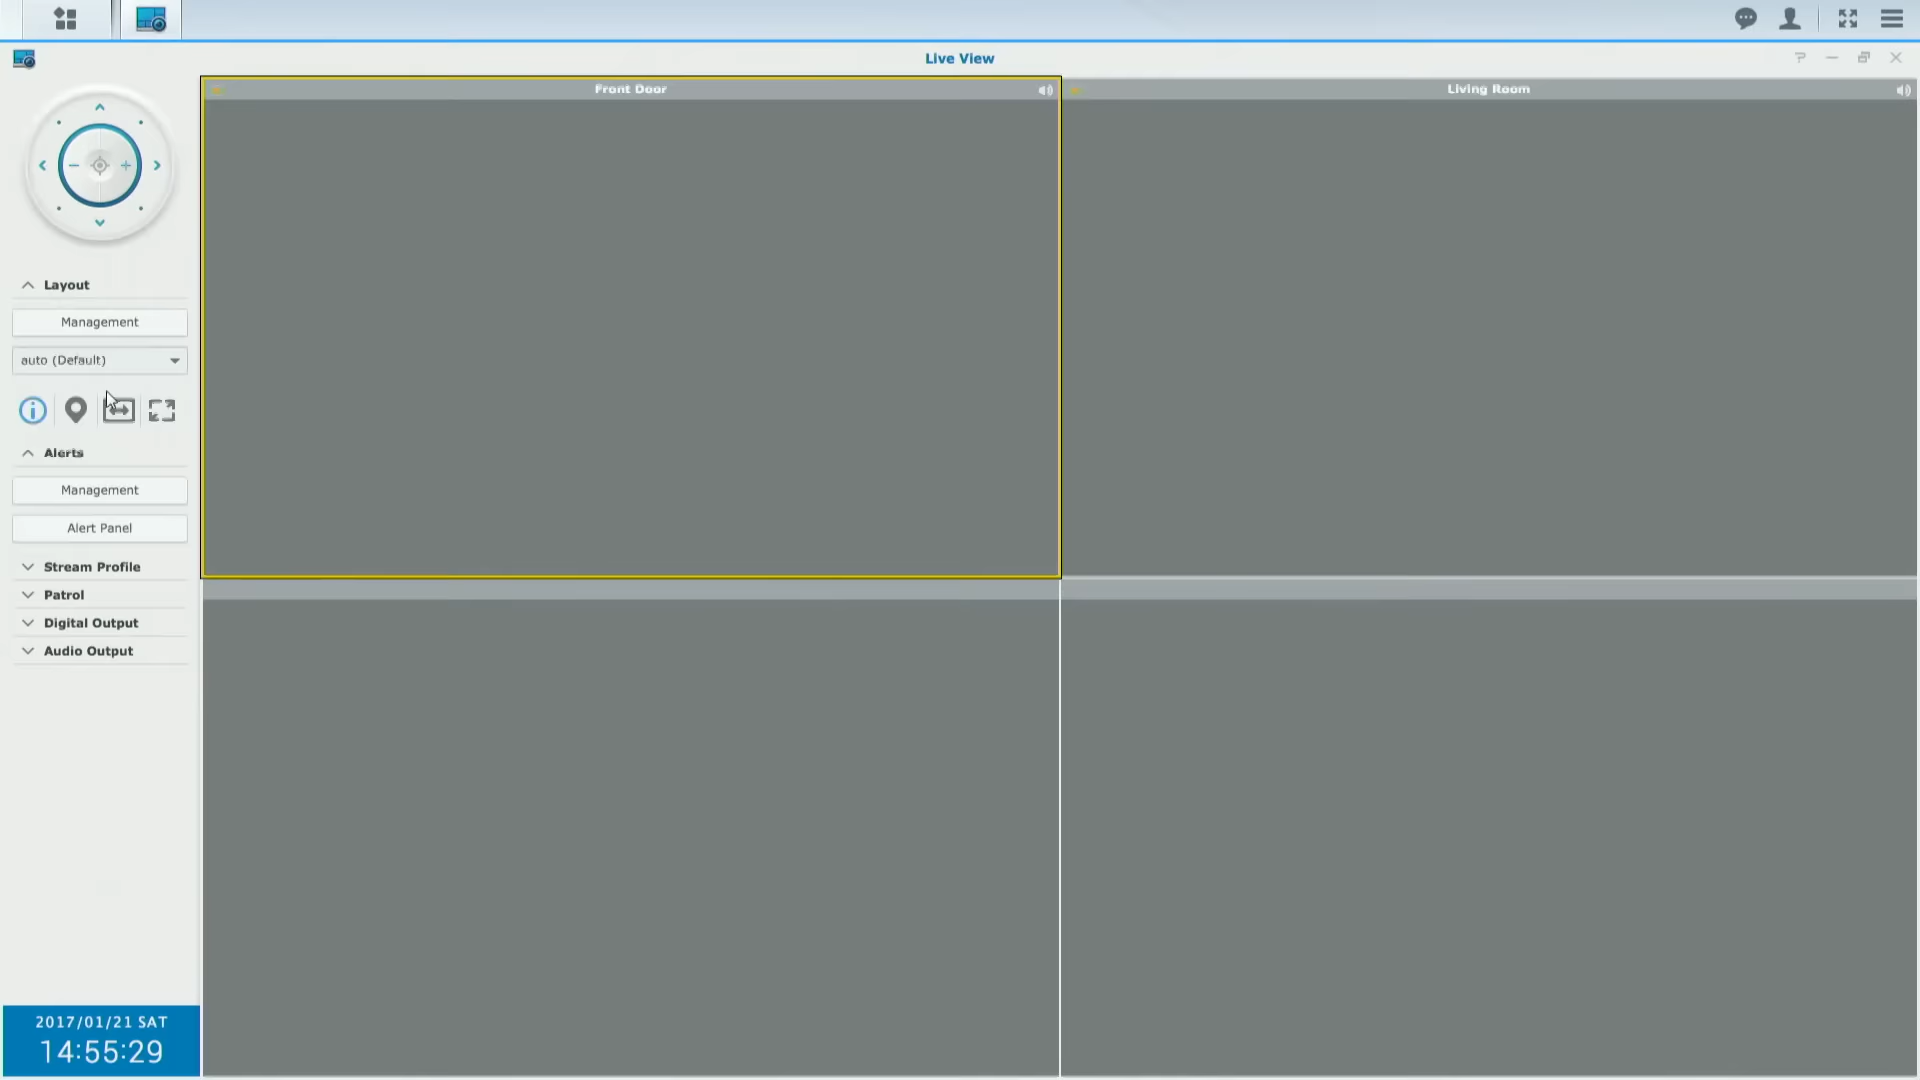 Live View
Front Door
Living Room
Layout
Management
auto (Default)
Alerts
Management
Alert Panel
Stream Profile
Patrol
Digital Output
Audio Output
2017/01/21 SAT
14:55:29